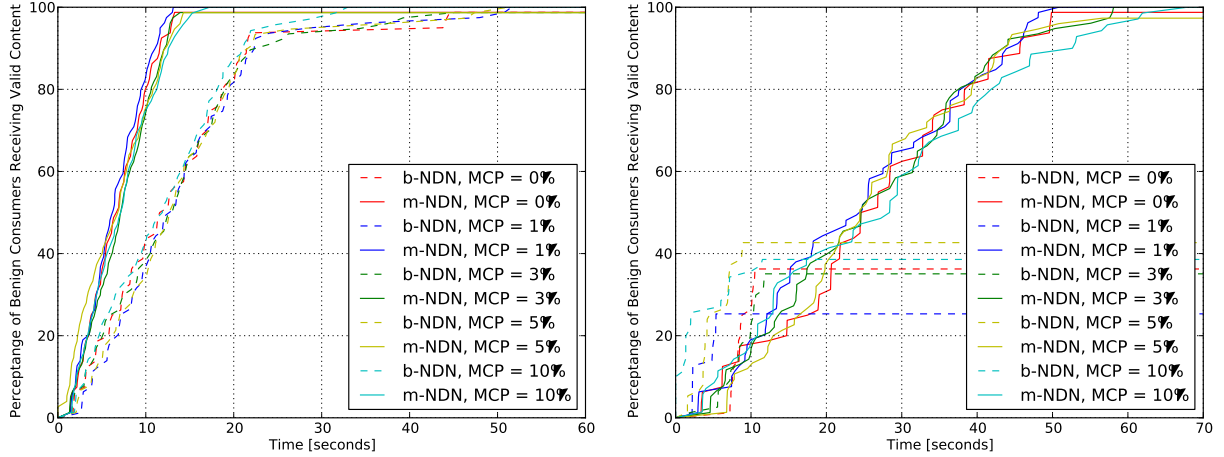 Perceptange of Benign Consumers Receiving Valid Content
100
80
60
40
20
0
0 10 20 30 40 50 60
Time [seconds]
b-NDN, MCP = 0%
m-NDN, MCP = 0%
b-NDN, MCP = 1%
m-NDN, MCP = 1%
b-NDN, MCP = 3%
m-NDN, MCP = 3%
b-NDN, MCP = 5%
m-NDN, MCP = 5%
b-NDN, MCP = 10%
m-NDN, MCP = 10%
Perceptange of Benign Consumers Receiving Valid Content
100
80
60
40
20
0
0 10 20 30 40 50 60 70
Time [seconds]
b-NDN, MCP = 0%
m-NDN, MCP = 0%
b-NDN, MCP = 1%
m-NDN, MCP = 1%
b-NDN, MCP = 3%
m-NDN, MCP = 3%
b-NDN, MCP = 5%
m-NDN, MCP = 5%
b-NDN, MCP = 10%
m-NDN, MCP = 10%